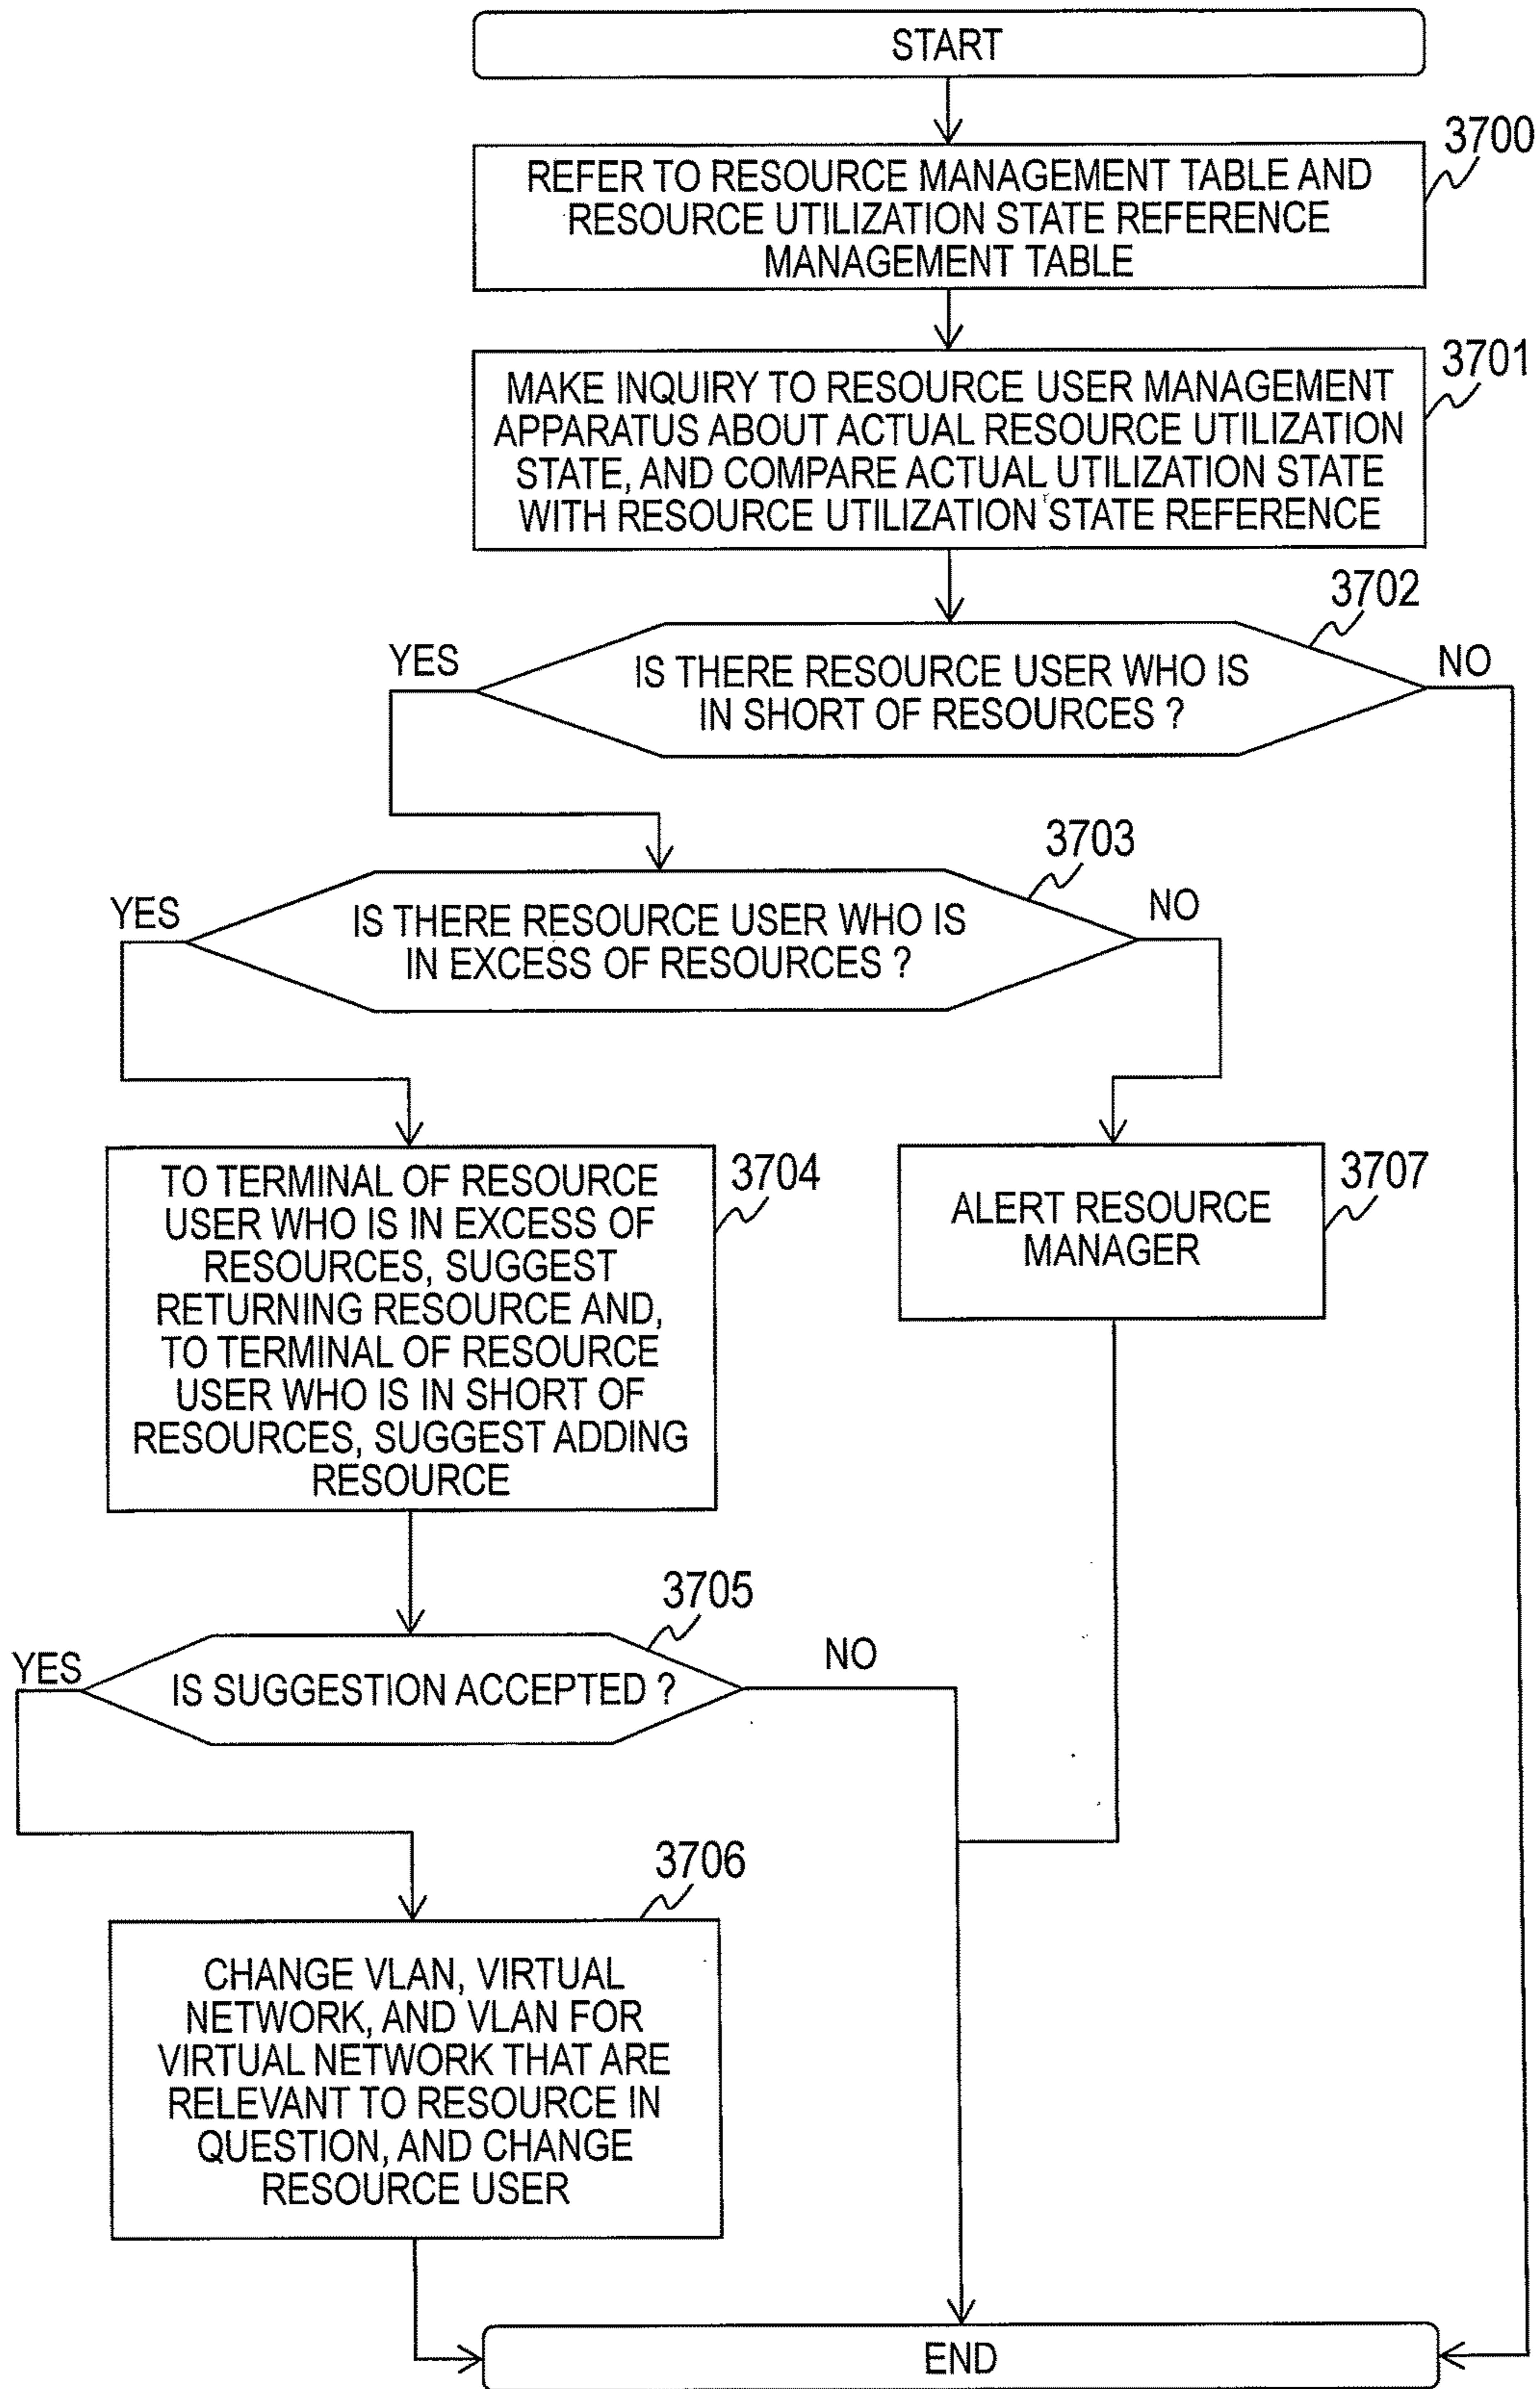 START
3700
REFER TO RESOURCE MANAGEMENT TABLE AND
RESOURCE UTILIZATION STATE REFERENCE
MANAGEMENT TABLE
3701
MAKE INQUIRY TO RESOURCE USER MANAGEMENT
APPARATUS ABOUT ACTUAL RESOURCE UTILIZATION
STATE, AND COMPARE ACTUAL UTILIZATION STATE
WITH RESOURCE UTILIZATION STATE REFERENCE
3702
YES
NO
IS THERE RESOURCE USER WHO IS
IN SHORT OF RESOURCES ?
3703
YES
NO
IS THERE RESOURCE USER WHO IS
IN EXCESS OF RESOURCES ?
3704
TO TERMINAL OF RESOURCE
USER WHO IS IN EXCESS OF
RESOURCES, SUGGEST
RETURNING RESOURCE AND,
TO TERMINAL OF RESOURCE
USER WHO IS IN SHORT OF
RESOURCES, SUGGEST ADDING
RESOURCE
3707
ALERT RESOURCE
MANAGER
3705
YES
NO
IS SUGGESTION ACCEPTED ?
3706
CHANGE VLAN, VIRTUAL
NETWORK, AND VLAN FOR
VIRTUAL NETWORK THAT ARE
RELEVANT TO RESOURCE IN
QUESTION, AND CHANGE
RESOURCE USER
END